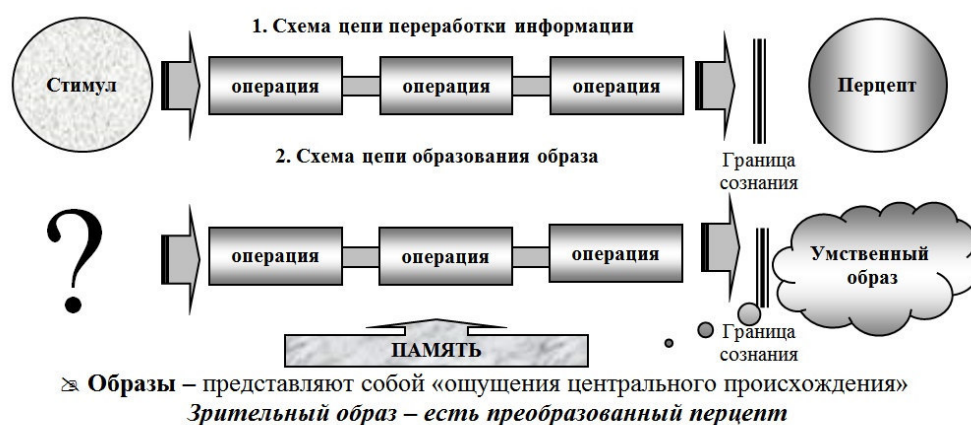 1. Схема цепи переработки информации
Стимул
операция операция операция
Перцепт
Граница
сознания
2. Схема цепи образования образа
?
операция операция операция
Умственный
образ
Граница
сознания
ПАМЯТЬ
Образы – представляют собой «ощущения центрального происхождения»
Зрительный образ – есть преобразованный перцепт